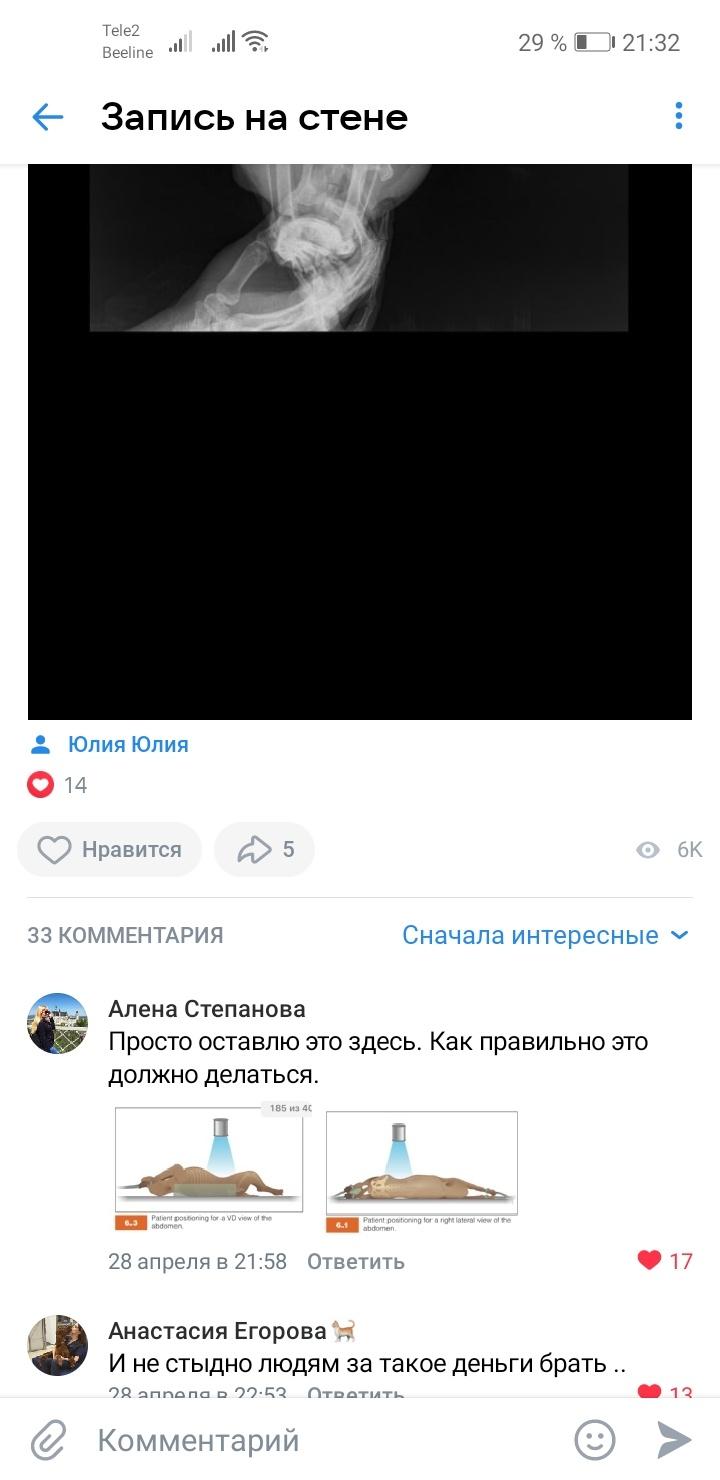 Tele2
Beeline
29 % 21:32
Запись на стене
Юлия Юлия
14
Нравится 5 6K
33 КОММЕНТАРИЯ Сначала интересные
Алена Степанова
Просто оставлю это здесь. Как правильно это
должно делаться.
185 из 40
6.3 Patient positioning for a VD view of the
abdomen.
6.1 Patient positioning for a right lateral view of the
abdomen.
28 апреля в 21:58 Ответить 17
Анастасия Егорова
И не стыдно людям за такое деньги брать ..
28 апреля в 22:53 Ответить 13
Комментарий